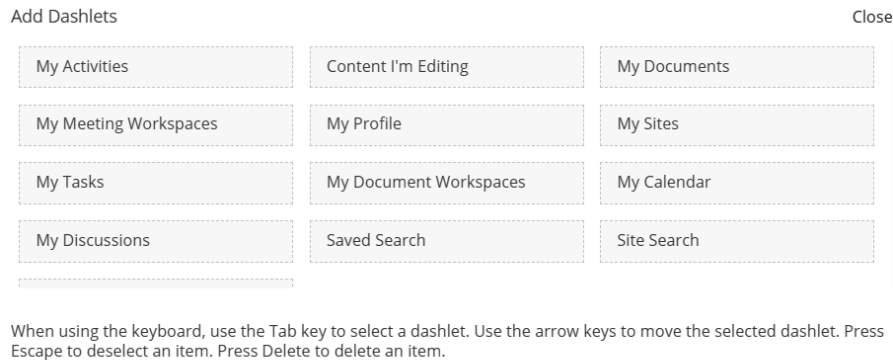 Add Dashlets Close
My Activities Content I'm Editing My Documents
My Meeting Workspaces My Profile My Sites
My Tasks My Document Workspaces My Calendar
My Discussions Saved Search Site Search
When using the keyboard, use the Tab key to select a dashlet. Use the arrow keys to move the selected dashlet. Press
Escape to deselect an item. Press Delete to delete an item.